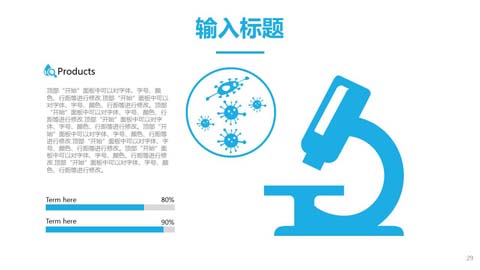 输入标题
Products
顶部“开始”面板中可以对字体、字号、颜
色、行距等进行修改 顶部“开始”面板中可以
对字体、字号、颜色、行距等进行修改。顶部
“开始”面板中可以对字体、字号、颜色、行
距等进行修改 顶部“开始”面板中可以对字
体、字号、颜色、行距等进行修改。顶部“开
始”面板中可以对字体、字号、颜色、行距等
进行修改 顶部“开始”面板中可以对字体、字
号、颜色、行距等进行修改。顶部“开始”面
板中可以对字体、字号、颜色、行距等进行修
改 顶部“开始”面板中可以对字体、字号、颜
色、行距等进行修改。
Term here 80%
Term here 90%
29